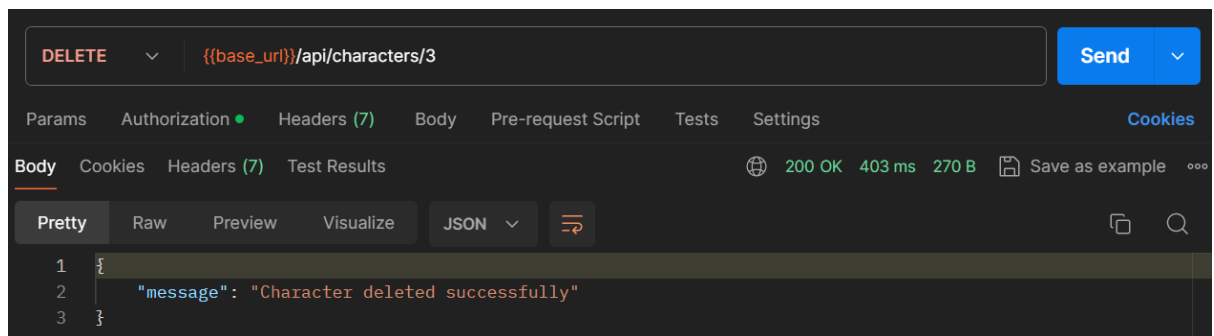 DELETE {{base_url}}/api/characters/3 Send
Params Authorization Headers (7) Body Pre-request Script Tests Settings Cookies
Body Cookies Headers (7) Test Results 200 OK 403 ms 270 B Save as example
Pretty Raw Preview Visualize JSON
1 {
2 "message": "Character deleted successfully"
3 }